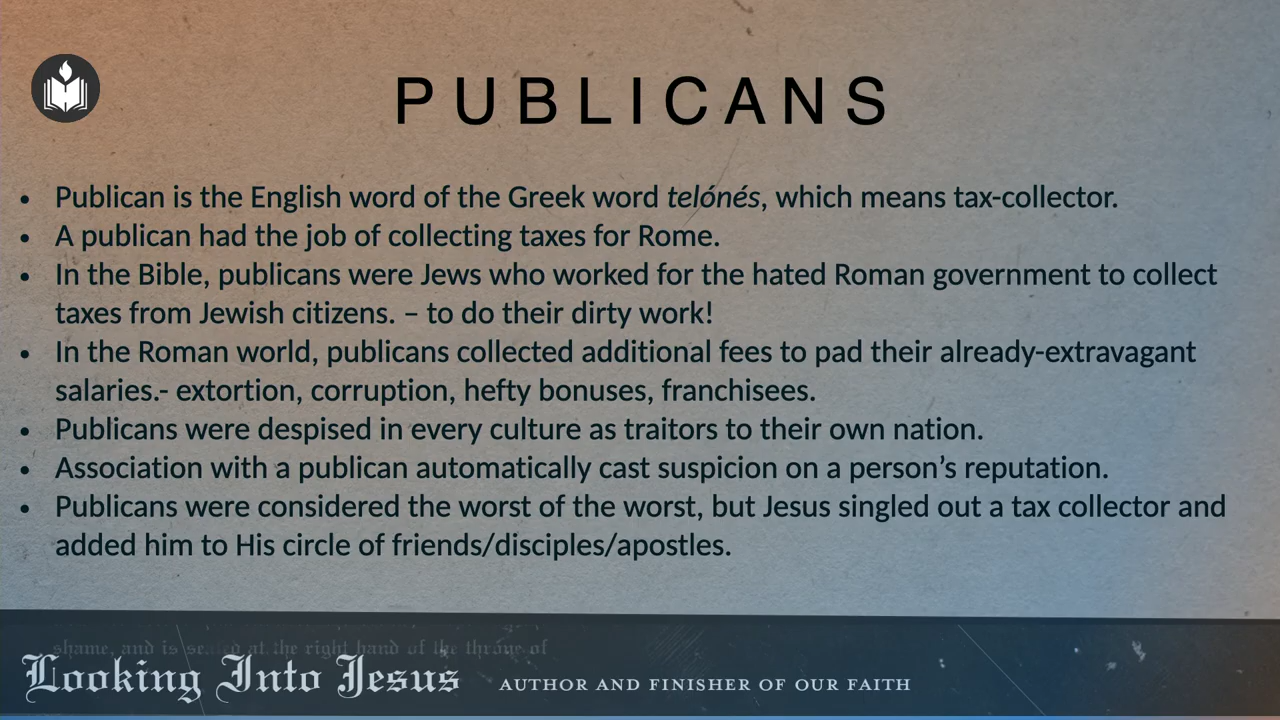 PUBLICANS
• Publican is the English word of the Greek word telónés, which means tax-collector.
• A publican had the job of collecting taxes for Rome.
• In the Bible, publicans were Jews who worked for the hated Roman government to collect
taxes from Jewish citizens. – to do their dirty work!
• In the Roman world, publicans collected additional fees to pad their already-extravagant
salaries.- extortion, corruption, hefty bonuses, franchisees.
• Publicans were despised in every culture as traitors to their own nation.
• Association with a publican automatically cast suspicion on a person’s reputation.
• Publicans were considered the worst of the worst, but Jesus singled out a tax collector and
added him to His circle of friends/disciples/apostles.
shame, and is seated at the right hand of the throne of
Looking Into Jesus AUTHOR AND FINISHER OF OUR FAITH